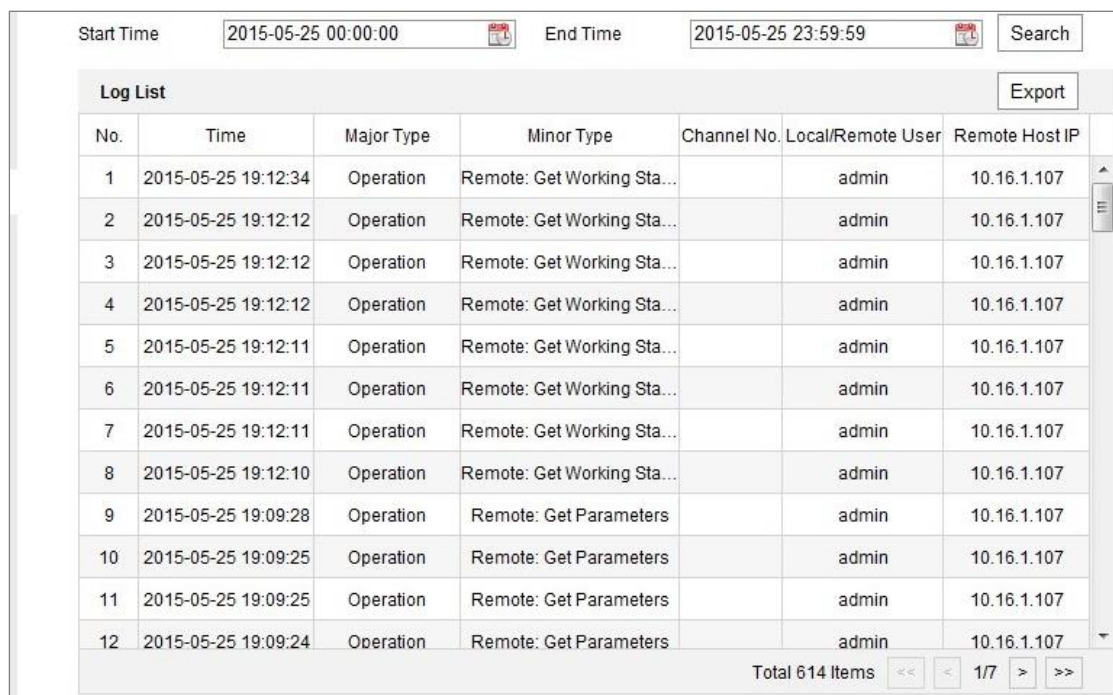 Start Time 2015-05-25 00:00:00 End Time 2015-05-25 23:59:59 Search
Log List Export
No. Time Major Type Minor Type Channel No. Local/Remote User Remote Host IP
1 2015-05-25 19:12:34 Operation Remote: Get Working Sta... admin 10.16.1.107
2 2015-05-25 19:12:12 Operation Remote: Get Working Sta... admin 10.16.1.107
3 2015-05-25 19:12:12 Operation Remote: Get Working Sta... admin 10.16.1.107
4 2015-05-25 19:12:12 Operation Remote: Get Working Sta... admin 10.16.1.107
5 2015-05-25 19:12:11 Operation Remote: Get Working Sta... admin 10.16.1.107
6 2015-05-25 19:12:11 Operation Remote: Get Working Sta... admin 10.16.1.107
7 2015-05-25 19:12:11 Operation Remote: Get Working Sta... admin 10.16.1.107
8 2015-05-25 19:12:10 Operation Remote: Get Working Sta... admin 10.16.1.107
9 2015-05-25 19:09:28 Operation Remote: Get Parameters admin 10.16.1.107
10 2015-05-25 19:09:25 Operation Remote: Get Parameters admin 10.16.1.107
11 2015-05-25 19:09:25 Operation Remote: Get Parameters admin 10.16.1.107
12 2015-05-25 19:09:24 Operation Remote: Get Parameters admin 10.16.1.107
Total 614 Items << < 1/7 > >>